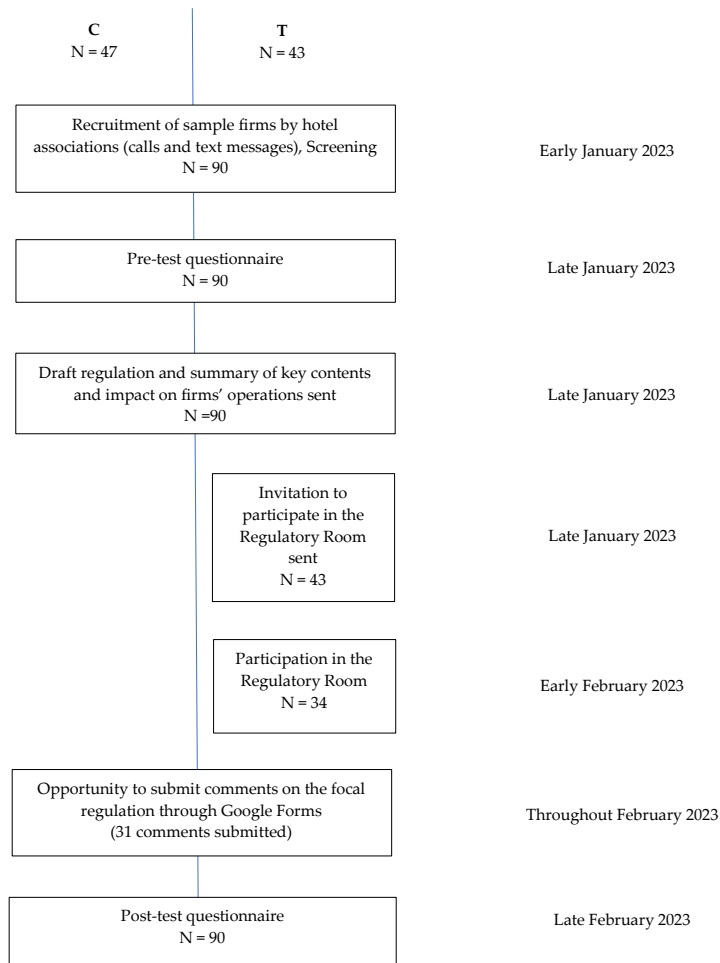 C
N = 47
T
N = 43
Recruitment of sample firms by hotel
associations (calls and text messages), Screening
N = 90
Early January 2023
Pre-test questionnaire
N = 90
Late January 2023
Draft regulation and summary of key contents
and impact on firms’ operations sent
N =90
Late January 2023
Invitation to
participate in the
Regulatory Room
sent
N = 43
Late January 2023
Participation in the
Regulatory Room
N = 34
Early February 2023
Opportunity to submit comments on the focal
regulation through Google Forms
(31 comments submitted)
Throughout February 2023
Post-test questionnaire
N = 90
Late February 2023